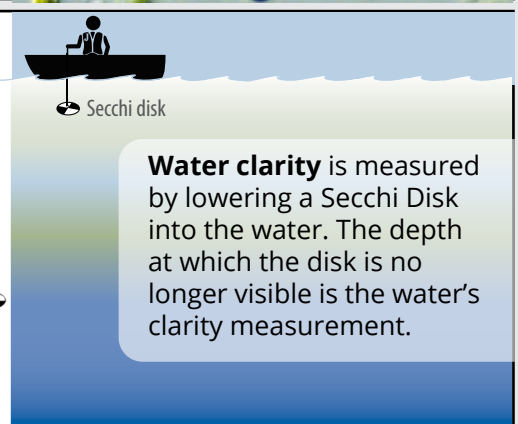 Secchi disk
Water clarity is measured
by lowering a Secchi Disk
into the water. The depth
at which the disk is no
longer visible is the water’s
clarity measurement.